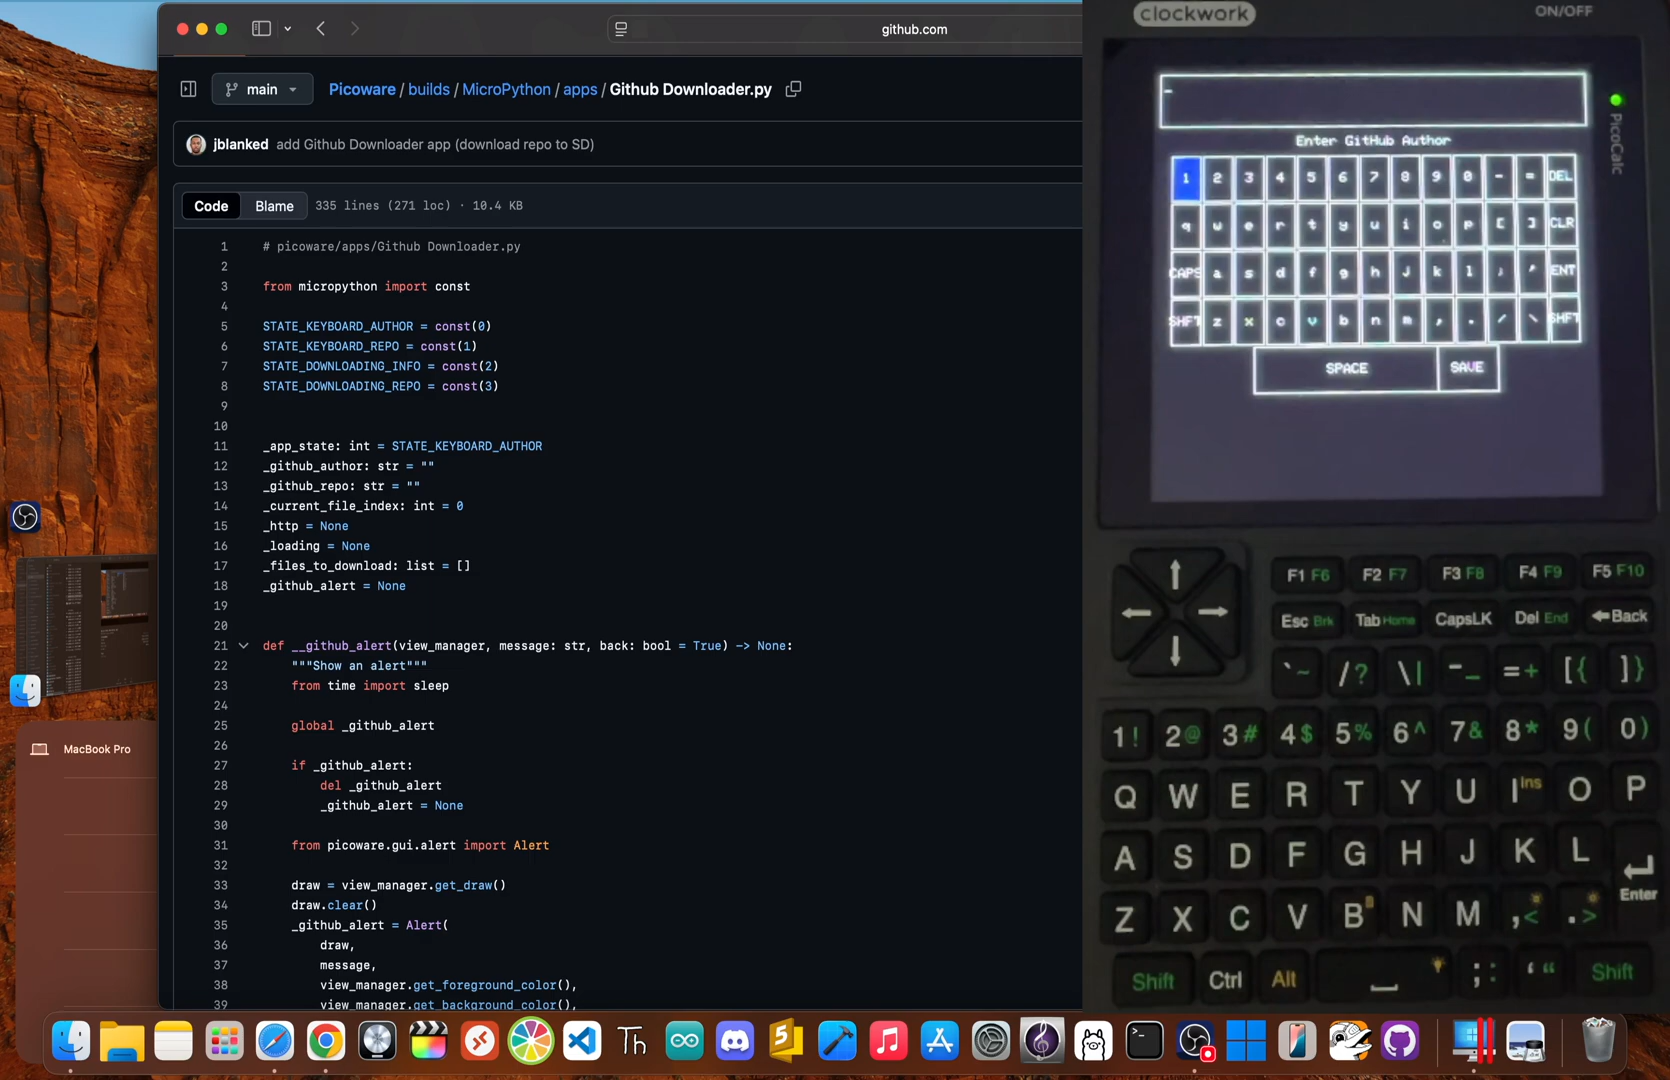 github.com
main
Picoware / builds / MicroPython / apps / Github Downloader.py
jblanked add Github Downloader app (download repo to SD)
Code Blame 335 lines (271 loc) · 10.4 KB
1 # picoware/apps/Github Downloader.py
2
3 from micropython import const
4
5 STATE_KEYBOARD_AUTHOR = const(0)
6 STATE_KEYBOARD_REPO = const(1)
7 STATE_DOWNLOADING_INFO = const(2)
8 STATE_DOWNLOADING_REPO = const(3)
9
10
11 _app_state: int = STATE_KEYBOARD_AUTHOR
12 _github_author: str = ""
13 _github_repo: str = ""
14 _current_file_index: int = 0
15 _http = None
16 _loading = None
17 _files_to_download: list = []
18 _github_alert = None
19
20
21 def __github_alert(view_manager, message: str, back: bool = True) -> None:
22 """Show an alert"""
23 from time import sleep
24
25 global _github_alert
26
27 if _github_alert:
28 del _github_alert
29 _github_alert = None
30
31 from picoware.gui.alert import Alert
32
33 draw = view_manager.get_draw()
34 draw.clear()
35 _github_alert = Alert(
36 draw,
37 message,
38 view_manager.get_foreground_color(),
39 view_manager.get_background_color(),
MacBook Pro
clockwork
ON/OFF
PicoCalc
Enter GitHub Author
1 2 3 4 5 6 7 8 9 0 - = DEL
q w e r t y u i o p [ ] CLR
CAPS a s d f g h j k l ; ' ENT
SHFT z x c v b n m , . / \ SHFT
SPACE SAVE
F1 F6 F2 F7 F3 F8 F4 F9 F5 F10
Esc Brk Tab Home CapsLK Del End Back
` ~ / ? \ | - _ = + [ { ] }
1 ! 2 @ 3 # 4 $ 5 % 6 ^ 7 & 8 * 9 ( 0 )
Q W E R T Y U I Ins O P
A S D F G H J K L
Enter
Z X C V B N M , < . >
Shift Ctrl Alt ; : ' " Shift
Th
5